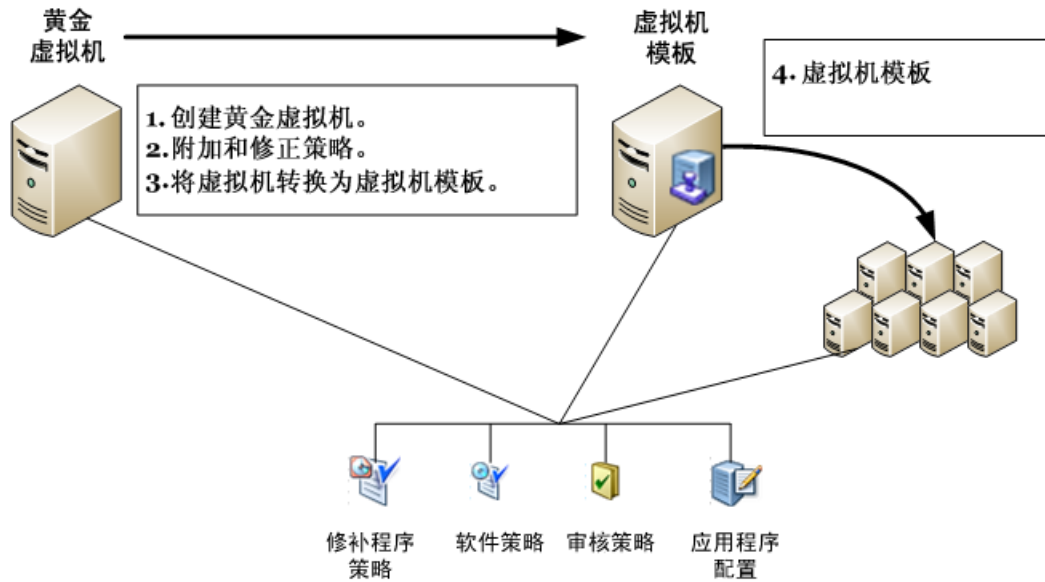 黄金
虚拟机
虚拟机
模板
4. 虚拟机模板
1. 创建黄金虚拟机。
2. 附加和修正策略。
3.将虚拟机转换为虚拟机模板。
修补程序
策略
软件策略
审核策略
应用程序
配置